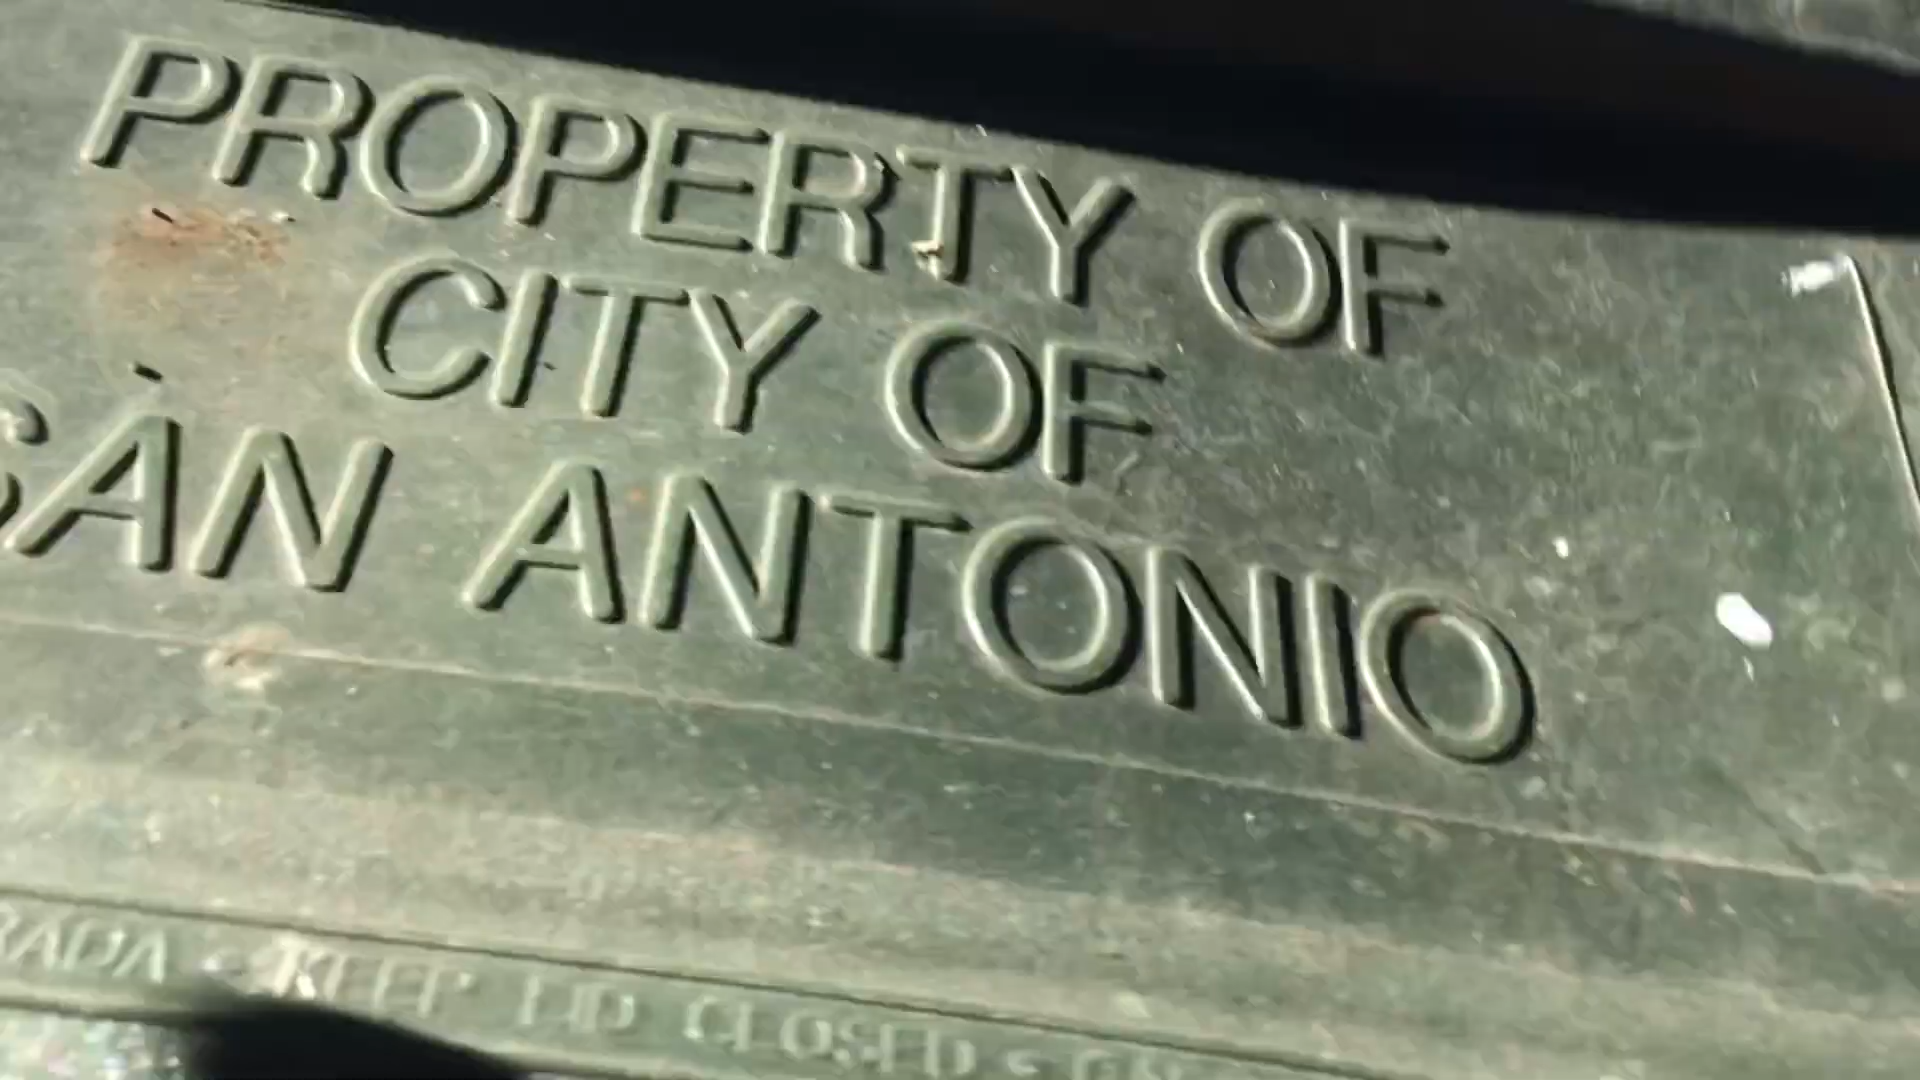 PROPERTY OF
CITY OF
SAN ANTONIO
KEEP LID CLOSED